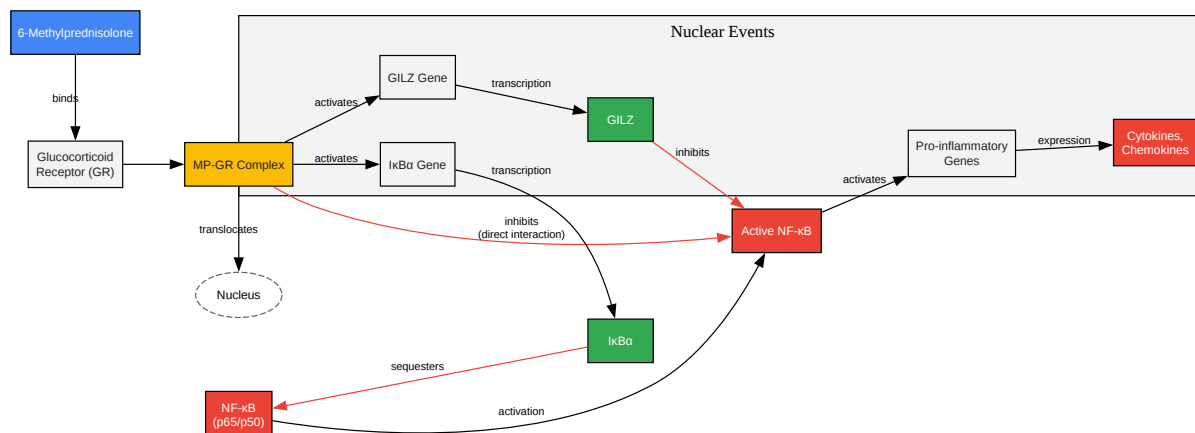 6-Methylprednisolone
Nuclear Events
binds
Glucocorticoid
Receptor (GR)
MP-GR Complex
activates
GILZ Gene
transcription
GILZ
activates
IκBα Gene
transcription
inhibits
Pro-inflammatory
Genes
expression
Cytokines,
Chemokines
activates
translocates
inhibits
(direct interaction)
Active NF-κB
Nucleus
IκBα
sequesters
NF-κB
(p65/p50)
activation